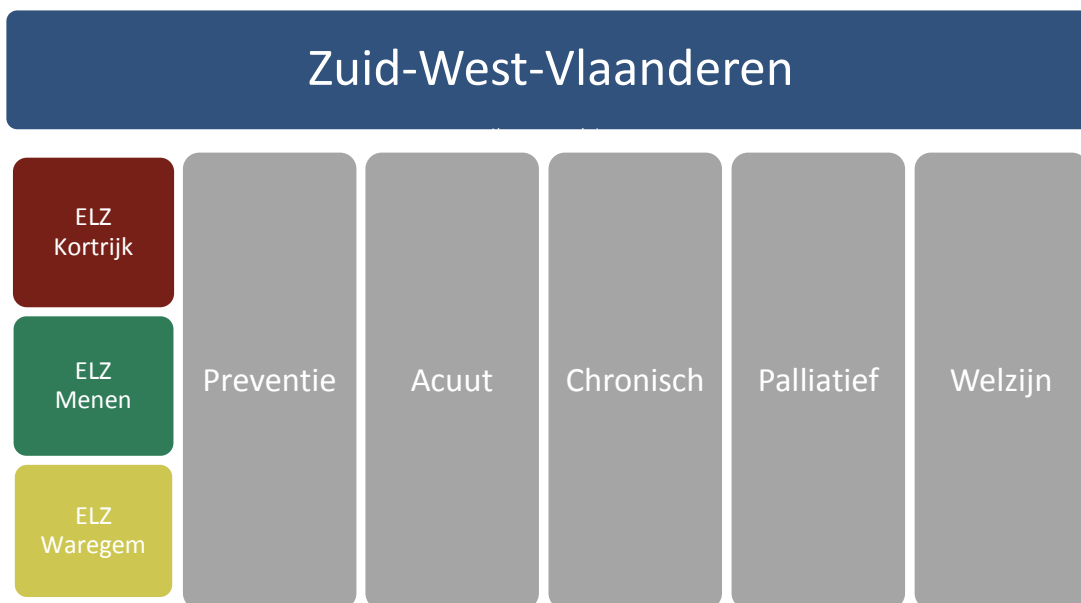 Zuid-West-Vlaanderen
ELZ
Kortrijk
ELZ
Menen
ELZ
Waregem
Preventie
Acuut
Chronisch
Palliatief
Welzijn